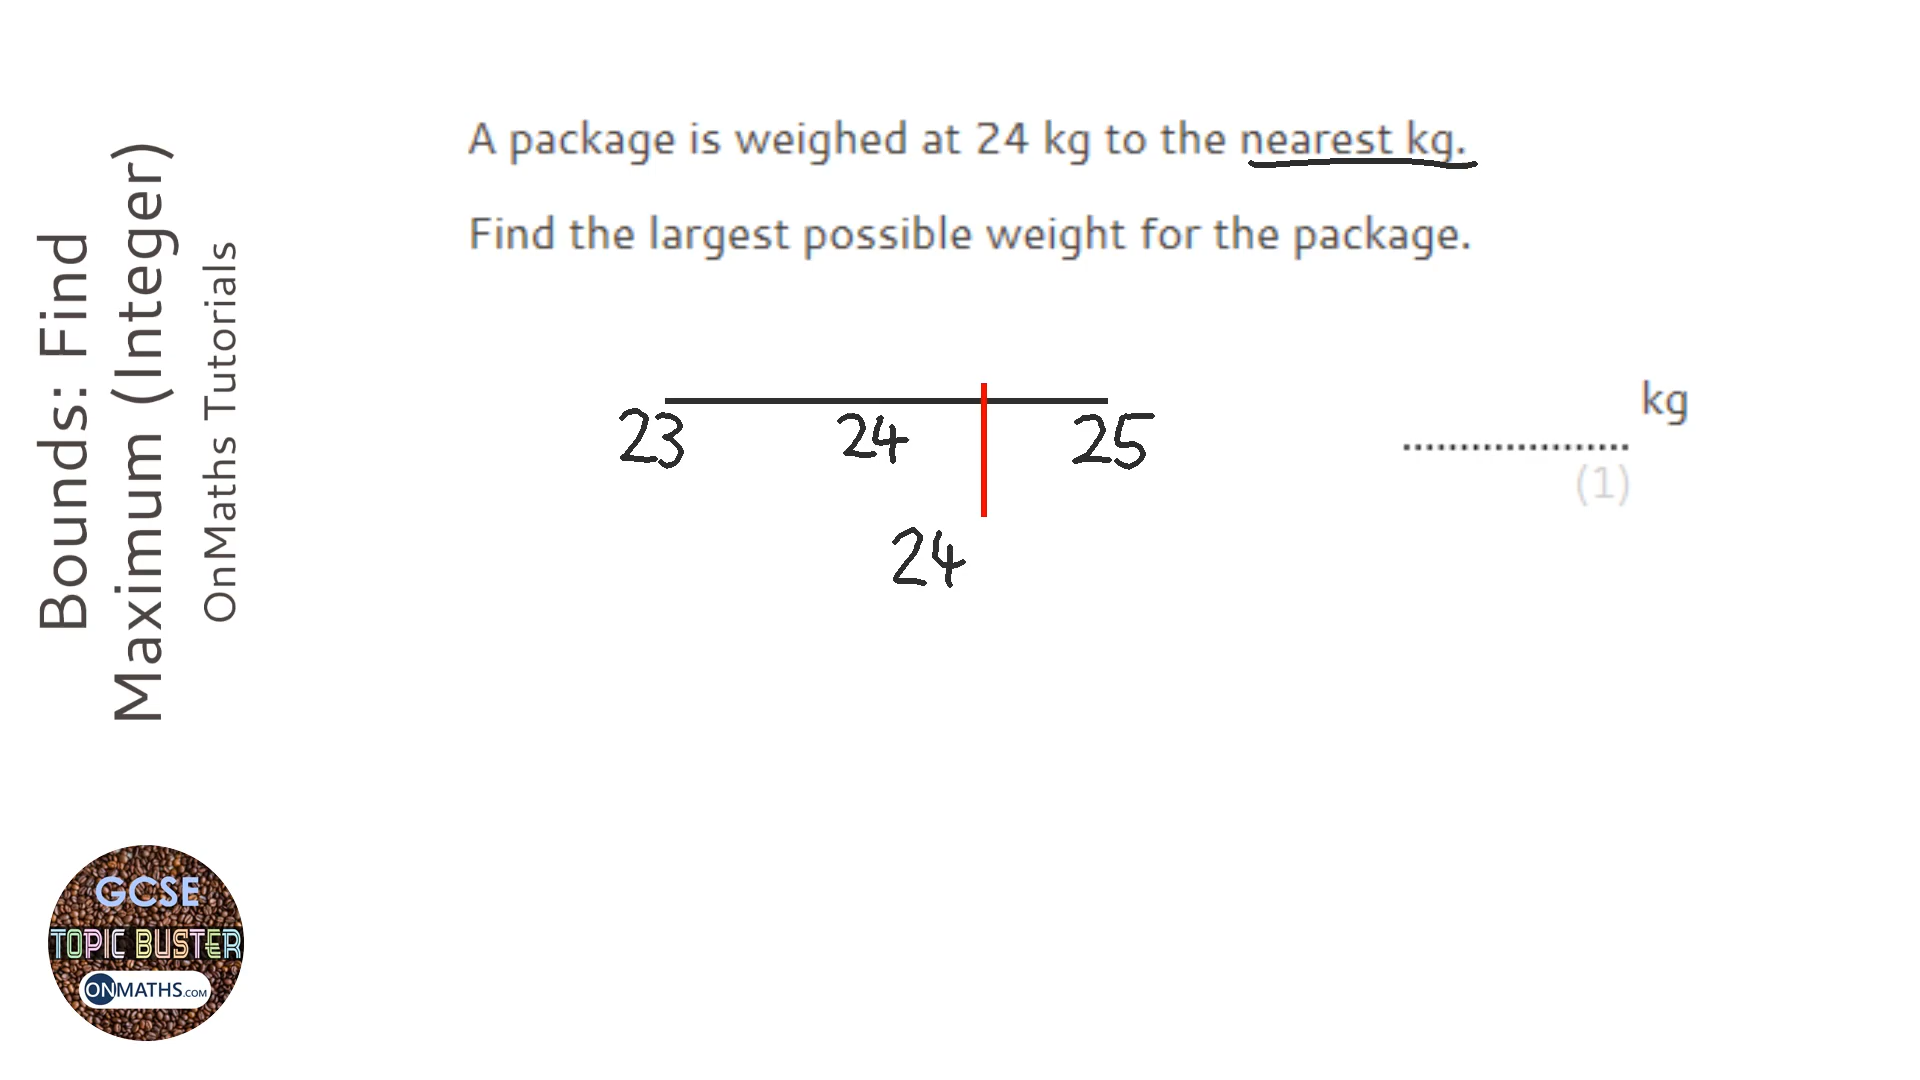 Bounds: Find
Maximum (Integer)
OnMaths Tutorials
A package is weighed at 24 kg to the nearest kg.
Find the largest possible weight for the package.
23 24 25
24
kg
(1)
GCSE
TOPIC BUSTER
ONMATHS.COM